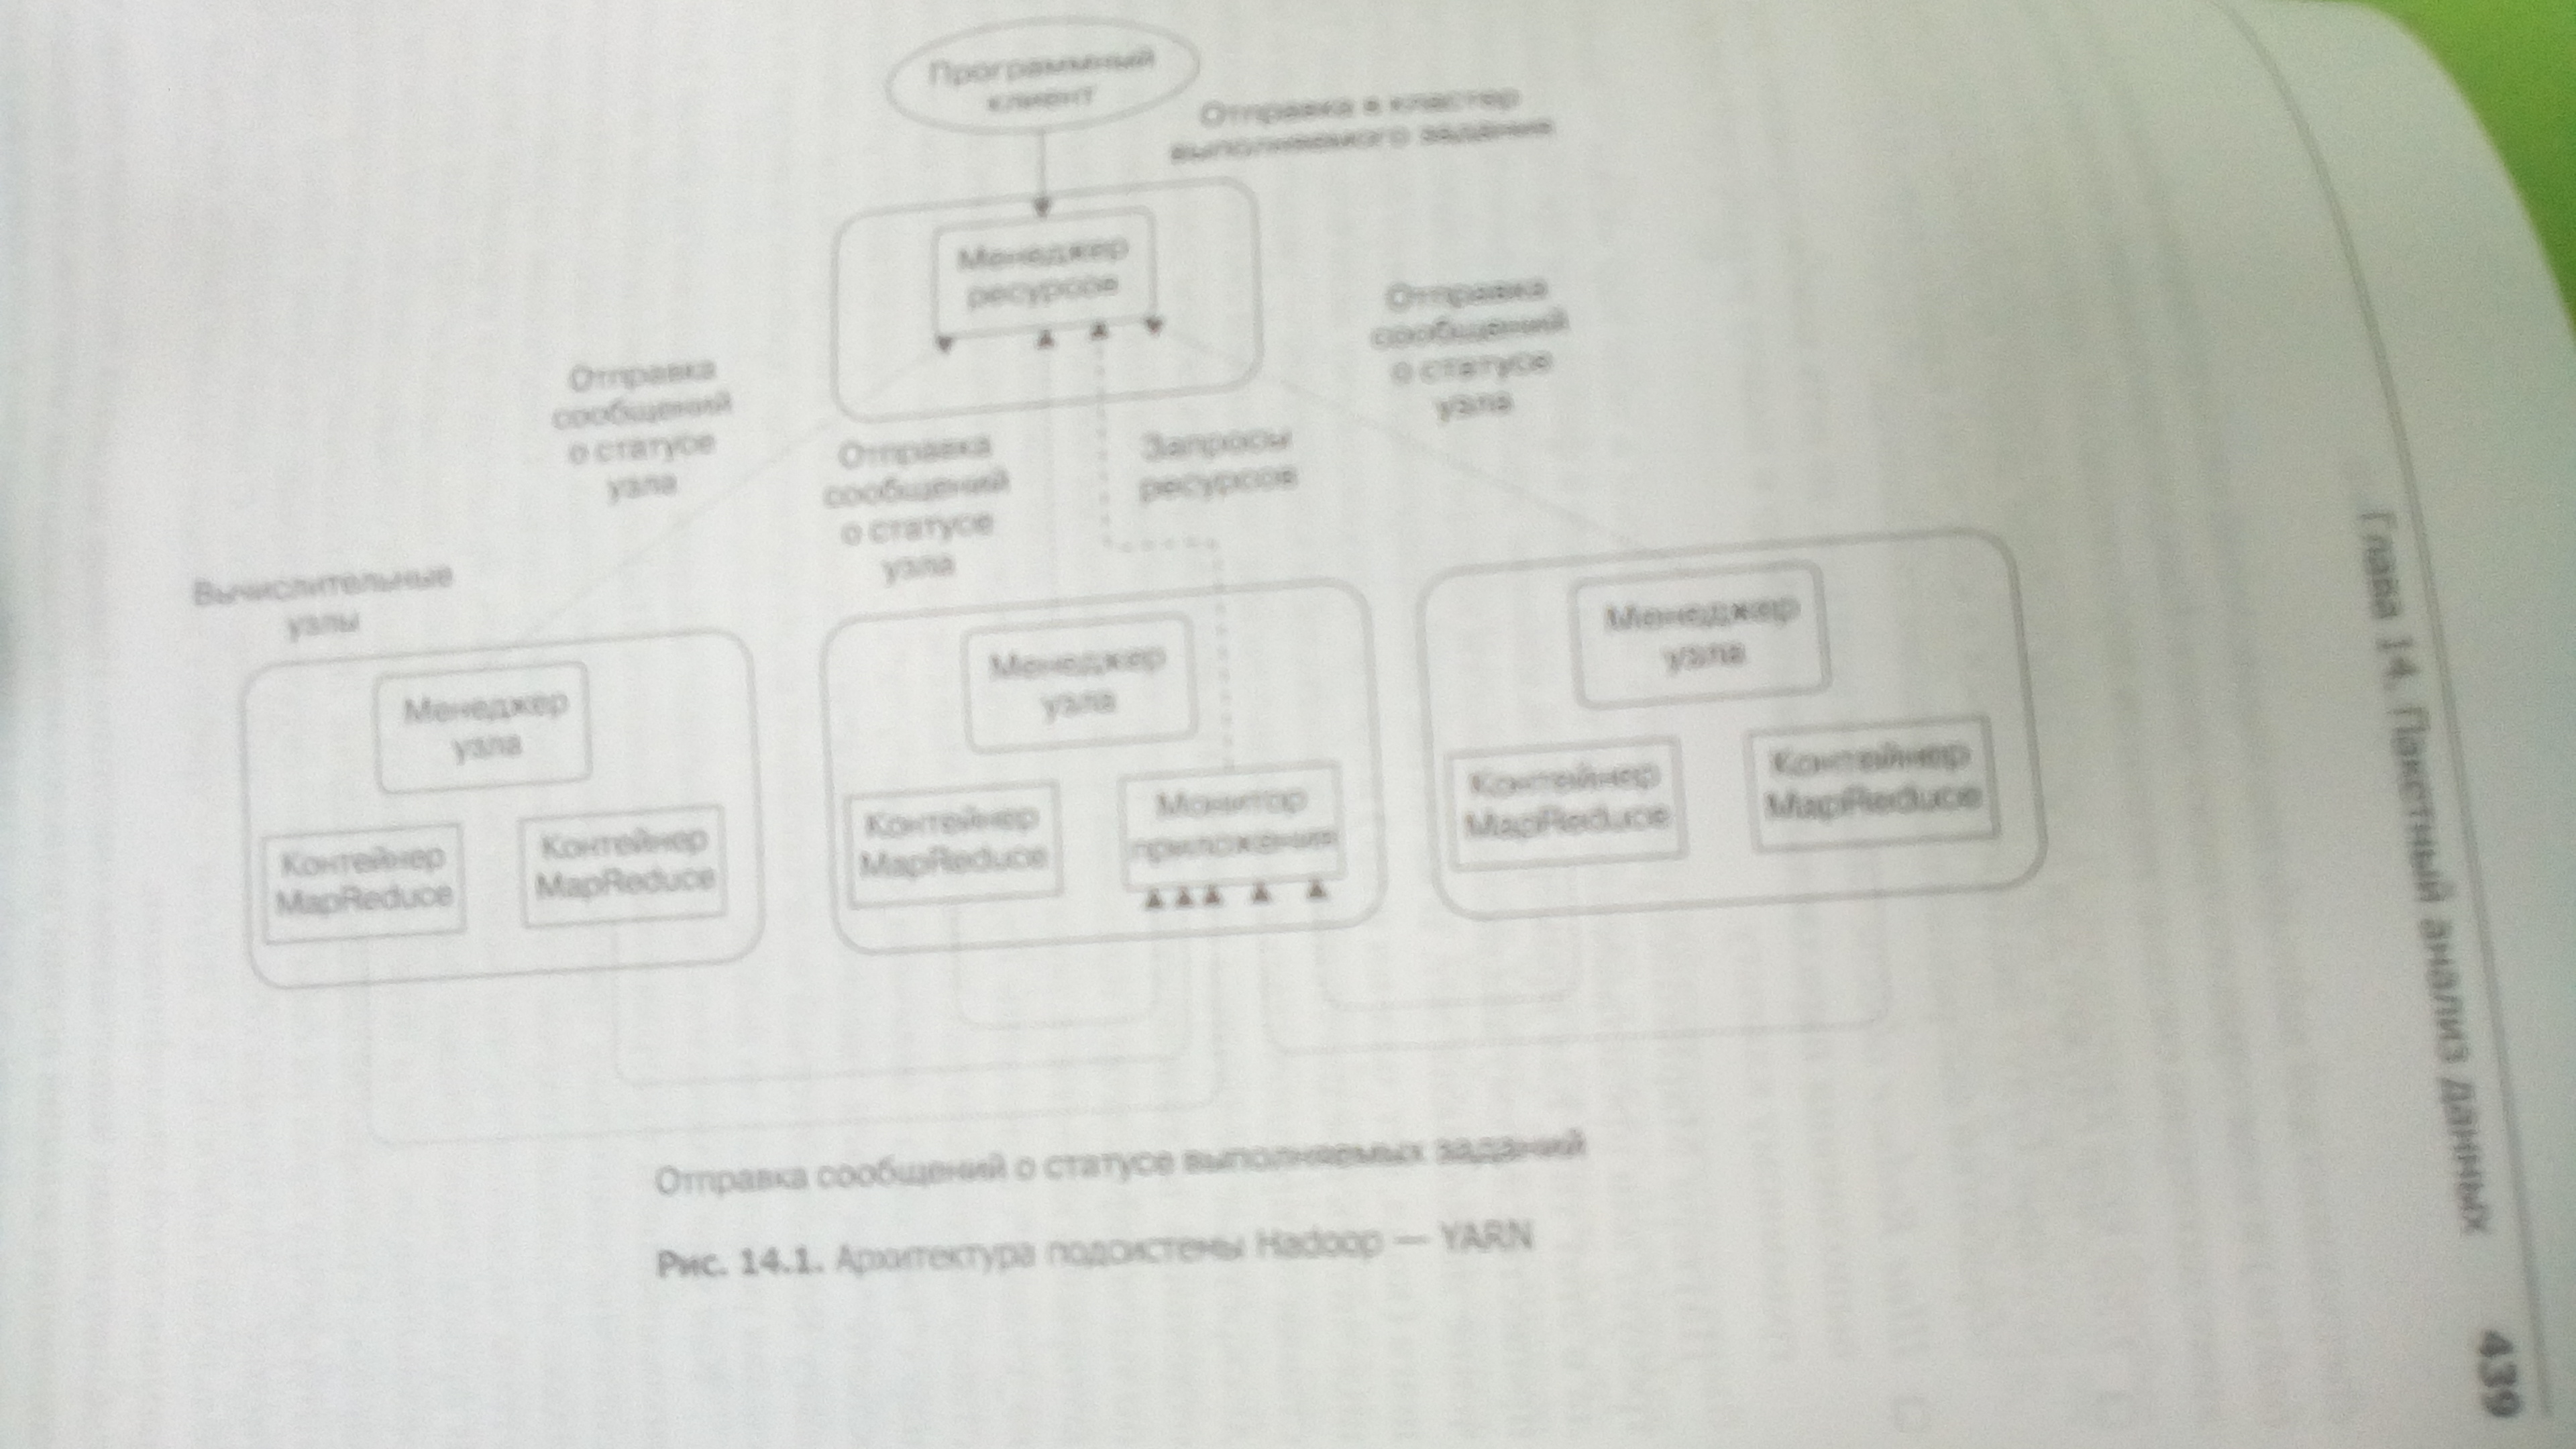 Программный
клиент
Отправка в кластер
выполняемого задания
Менеджер
ресурсов
Отправка
сообщений
о статусе
узла
Отправка
сообщений
о статусе
узла
Запросы
ресурсов
Отправка
сообщений
о статусе
узла
Вычислительные
узлы
Менеджер
узла
Контейнер
MapReduce
Контейнер
MapReduce
Менеджер
узла
Контейнер
MapReduce
Монитор
приложения
Менеджер
узла
Контейнер
MapReduce
Контейнер
MapReduce
Отправка сообщений о статусе выполняемых заданий
Рис. 14.1. Архитектура подсистемы Hadoop — YARN
Глава 14. Пакетный анализ данных 439